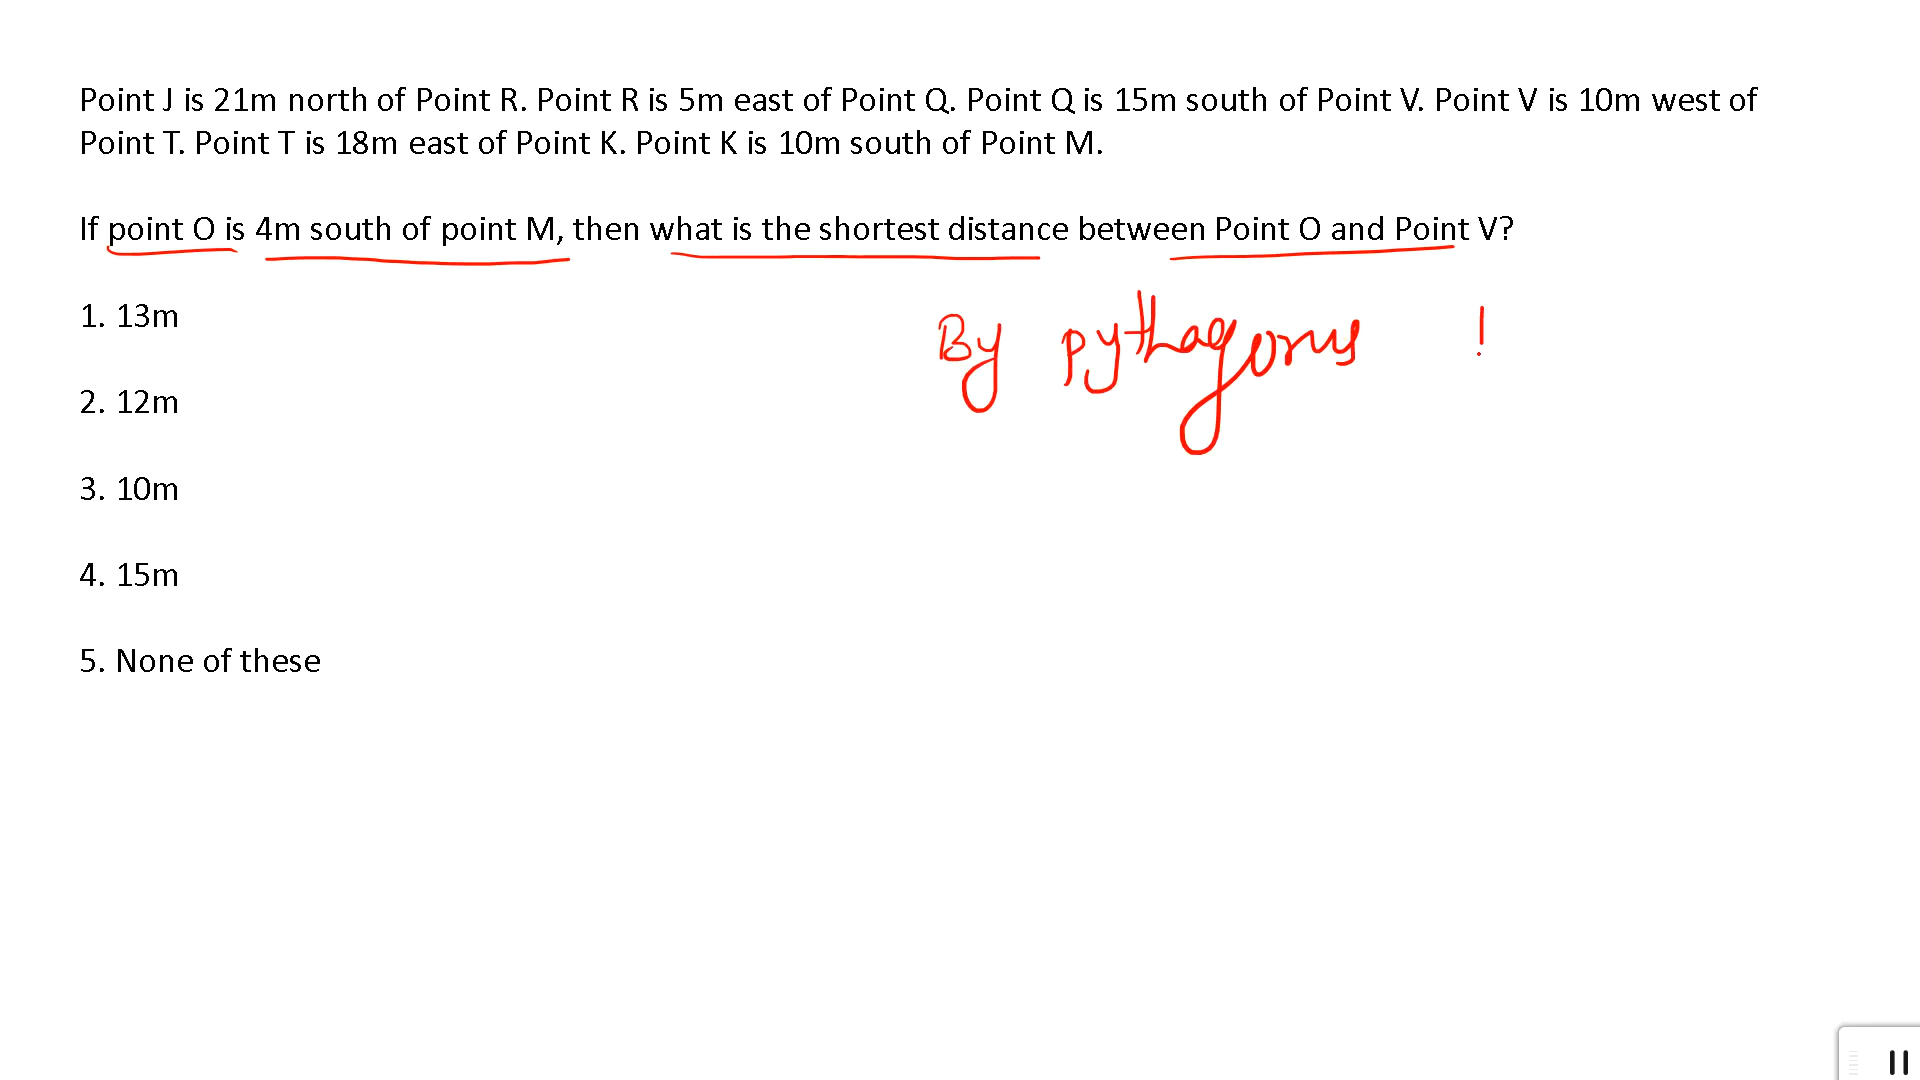 Point J is 21m north of Point R. Point R is 5m east of Point Q. Point Q is 15m south of Point V. Point V is 10m west of
Point T. Point T is 18m east of Point K. Point K is 10m south of Point M.
If point O is 4m south of point M, then what is the shortest distance between Point O and Point V?
1. 13m
By pythagorus !
2. 12m
3. 10m
4. 15m
5. None of these